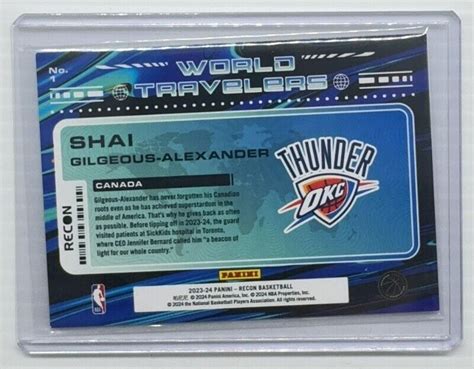 No.
1
WORLD
TRAVELERS
SHAI
GILGEOUS-ALEXANDER
THUNDER
OKC
CANADA
Gilgeous-Alexander has never forgotten his Canadian
roots even as he has achieved superstardom in the
middle of America. That's why he gives back as often
as possible. Before tipping off in 2023-24, the guard
visited patients at SickKids hospital in Toronto,
where CEO Jennifer Bernard called him "a beacon of
light for our whole country."
RECON
PANINI
2023-24 PANINI - RECON BASKETBALL
© 2024 Panini America, Inc. © 2024 NBA Properties, Inc.
© 2024 the National Basketball Players Association. All rights reserved.